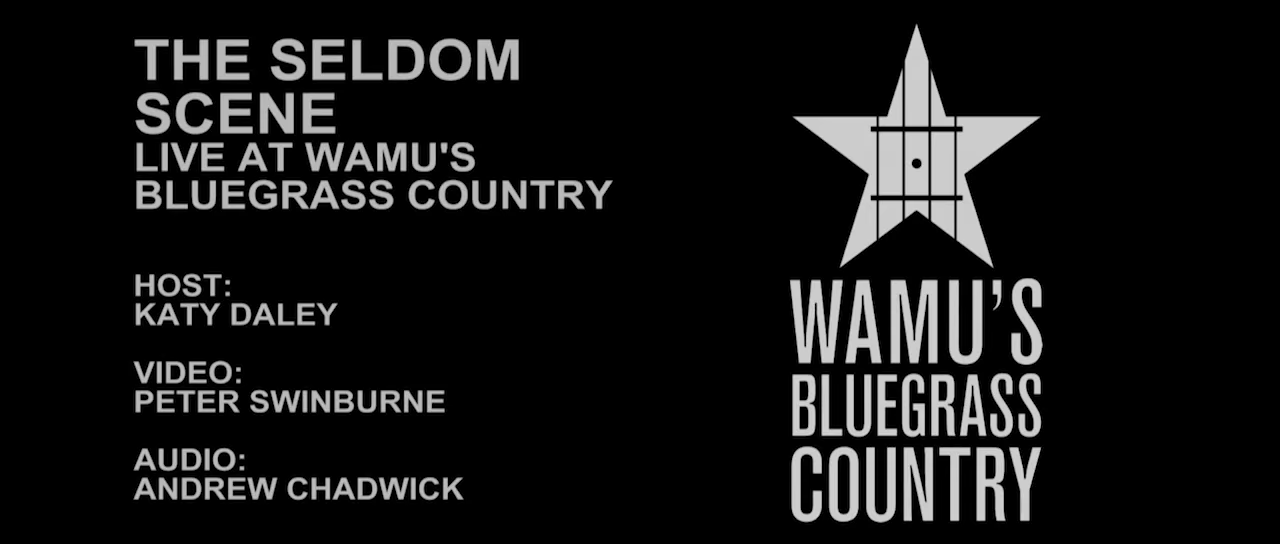 THE SELDOM
SCENE
LIVE AT WAMU'S
BLUEGRASS COUNTRY
HOST:
KATY DALEY
VIDEO:
PETER SWINBURNE
AUDIO:
ANDREW CHADWICK
WAMU'S
BLUEGRASS
COUNTRY